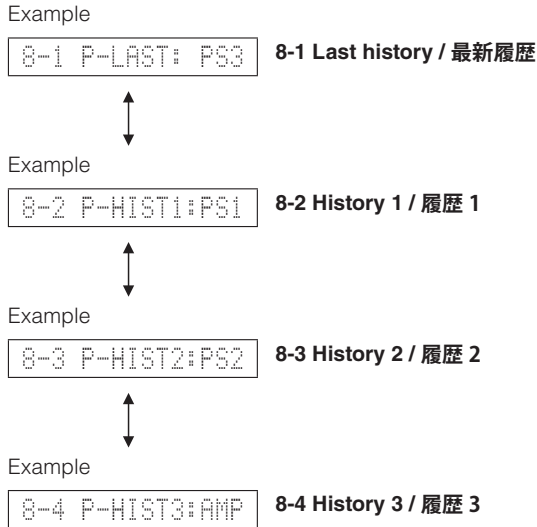 Example
8-1 P-LAST: PS3 8-1 Last history / 最新履歴
Example
8-2 P-HIST1:PS1 8-2 History 1 / 履歴 1
Example
8-3 P-HIST2:PS2 8-3 History 2 / 履歴 2
Example
8-4 P-HIST3:AMP 8-4 History 3 / 履歴 3